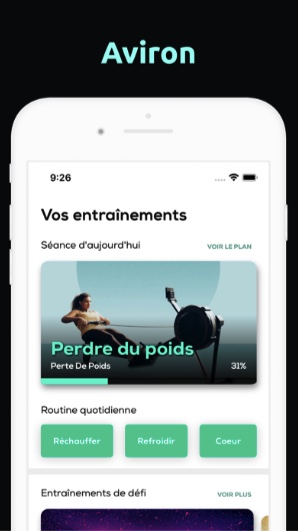 Aviron
9:26
Vos entraînements
Séance d'aujourd'hui
VOIR LE PLAN
Perdre du poids
Perte De Poids
31%
Routine quotidienne
Réchauffer
Refroidir
Coeur
Entraînements de défi
VOIR PLUS